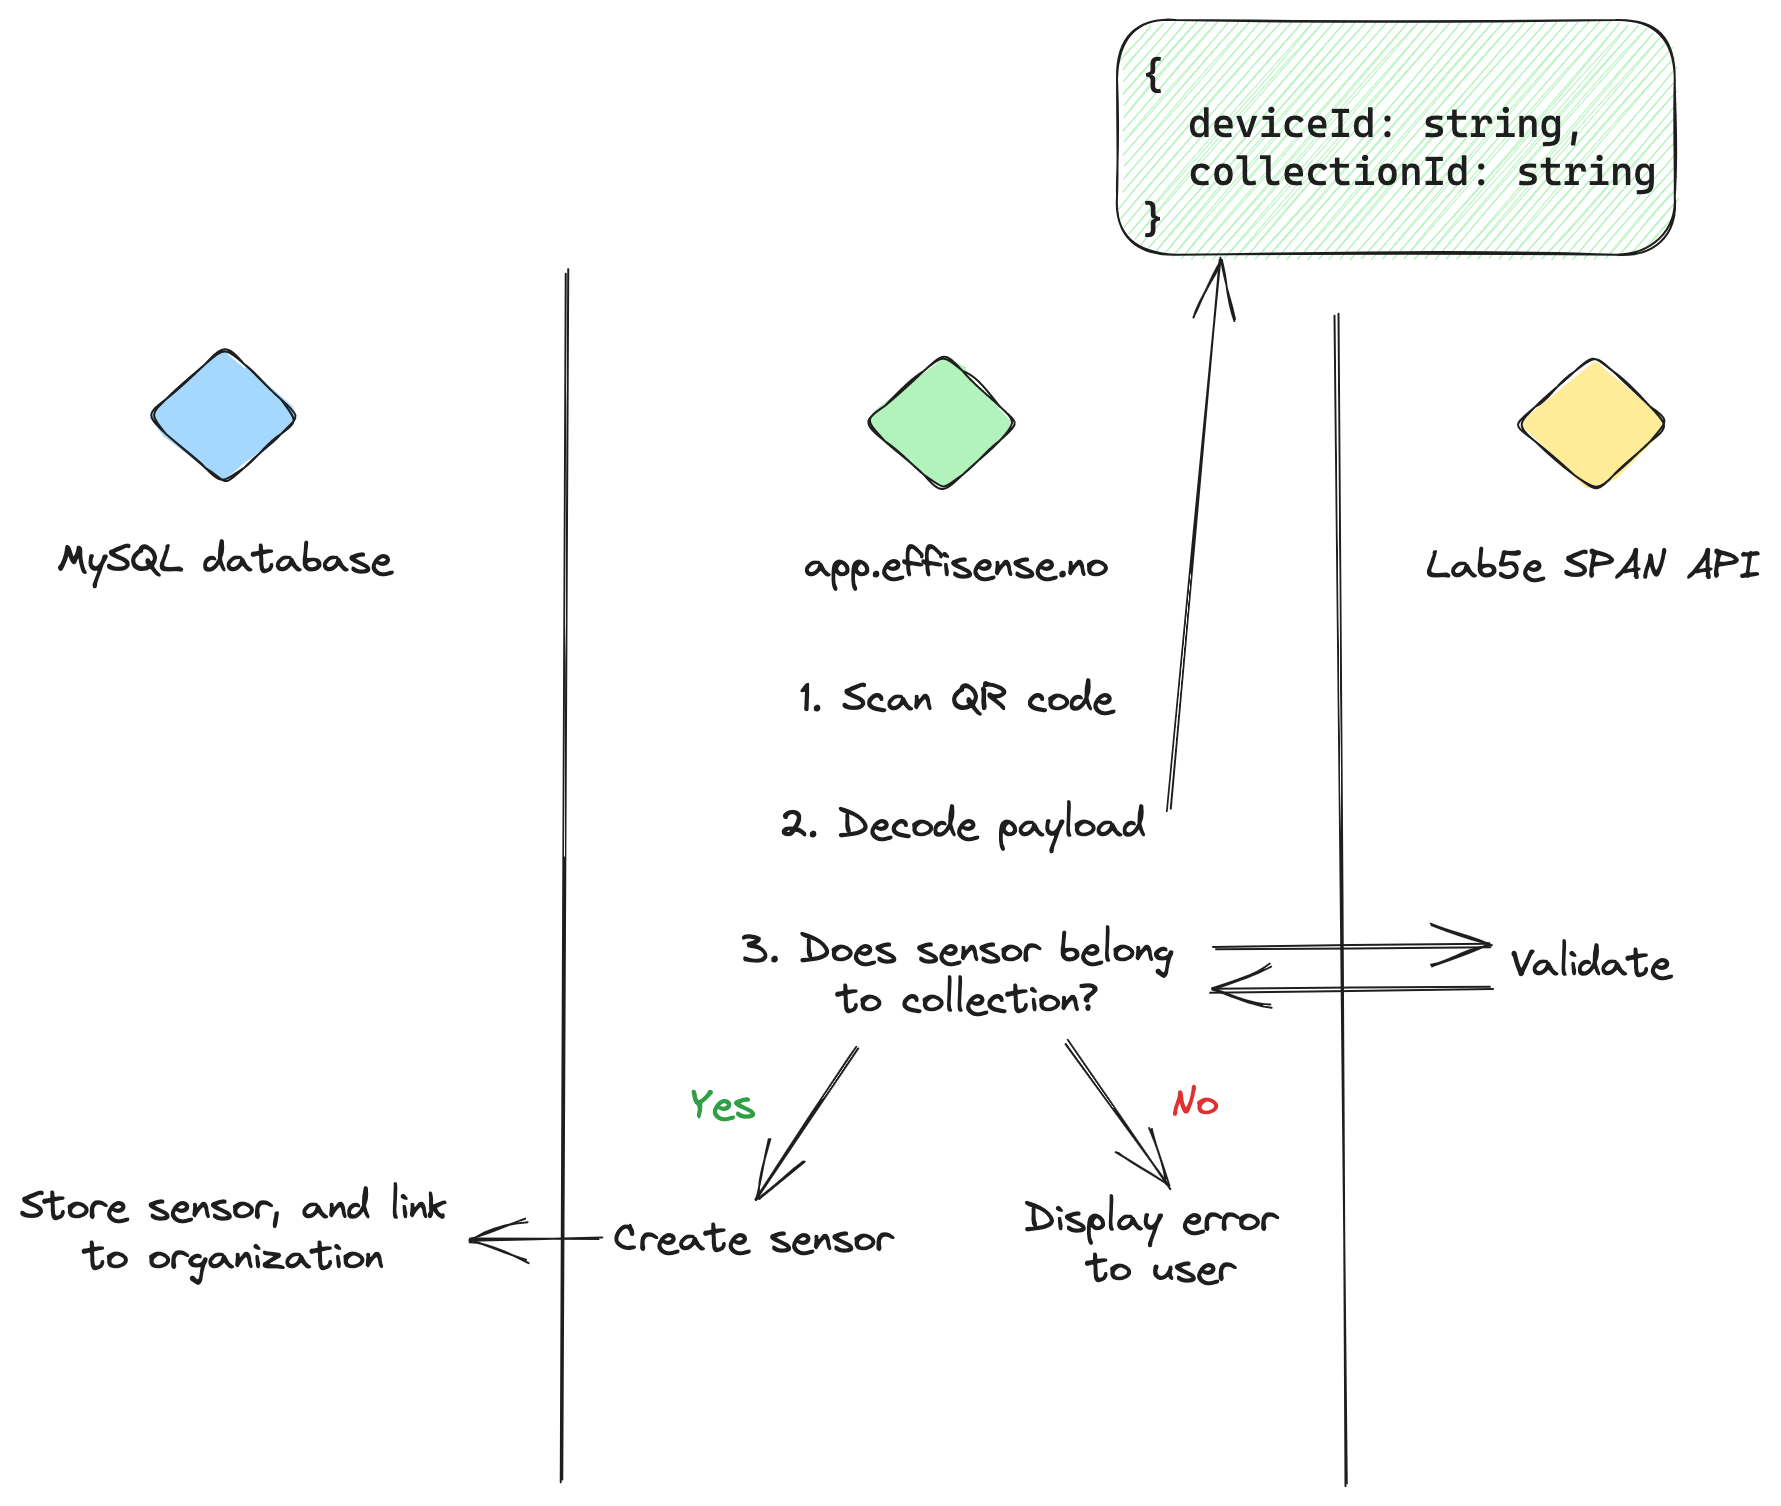 {
deviceId: string,
collectionId: string
}
MySQL database
app.effisense.no
Lab5e SPAN API
1. Scan QR code
2. Decode payload
3. Does sensor belong
to collection?
Validate
Yes
No
Store sensor, and link
to organization
Create sensor
Display error
to user